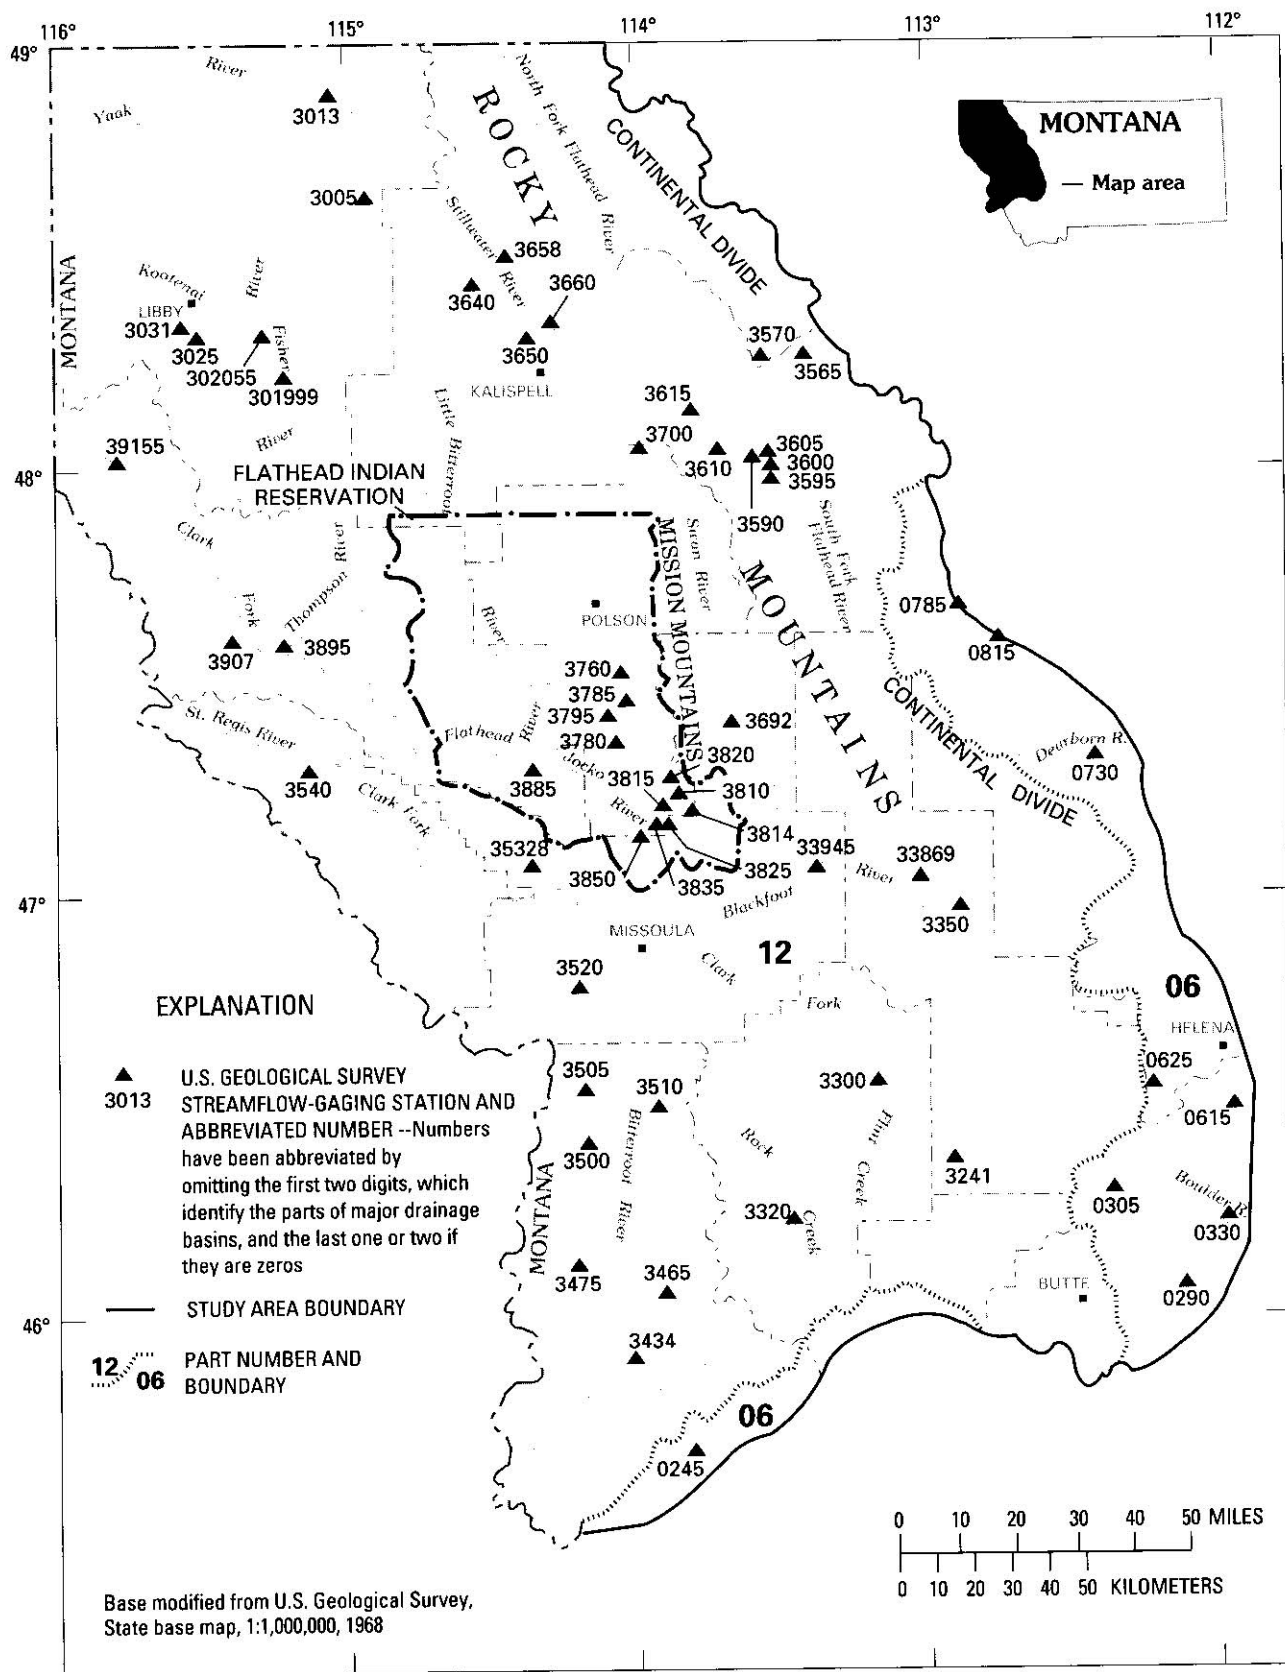 116°
115°
114°
113°
112°
49°
48°
47°
46°
Yaak
River
3013
3005
ROCKY
North Fork Flathead River
CONTINENTAL DIVIDE
MONTANA
Map area
MONTANA
Kootenai
River
LIBBY
3031
3025
302055
Fisher
301999
River
Stillwater
River
3658
3640
3660
3650
KALISPELL
3570
3565
3615
3700
3610
3605
3600
3595
3590
39155
FLATHEAD INDIAN
RESERVATION
Little Bitterroot
River
Clark
Fork
Thompson
River
3907
3895
MISSION MOUNTAINS
Swan River
MOUNTAINS
South Fork
Flathead River
0785
0815
POLSON
3760
3785
3795
3780
3692
St. Regis River
3540
Clark Fork
Flathead
River
3885
Jocko
River
3815
3820
3810
3814
3825
3835
3850
35328
CONTINENTAL DIVIDE
Dearborn R.
0730
33945
River
33869
Blackfoot
3350
MISSOULA
12
Clark
Fork
3520
06
HELENA
EXPLANATION
3013
U.S. GEOLOGICAL SURVEY
STREAMFLOW-GAGING STATION AND
ABBREVIATED NUMBER --Numbers
have been abbreviated by
omitting the first two digits, which
identify the parts of major drainage
basins, and the last one or two if
they are zeros
STUDY AREA BOUNDARY
12
06
PART NUMBER AND
BOUNDARY
3505
3510
3500
MONTANA
Bitterroot River
3475
3465
3434
3300
Rock
Creek
Flint
Creek
3320
3241
0625
0615
0305
Boulder R.
0330
0290
BUTTE
06
0245
0 10 20 30 40 50 MILES
0 10 20 30 40 50 KILOMETERS
Base modified from U.S. Geological Survey,
State base map, 1:1,000,000, 1968